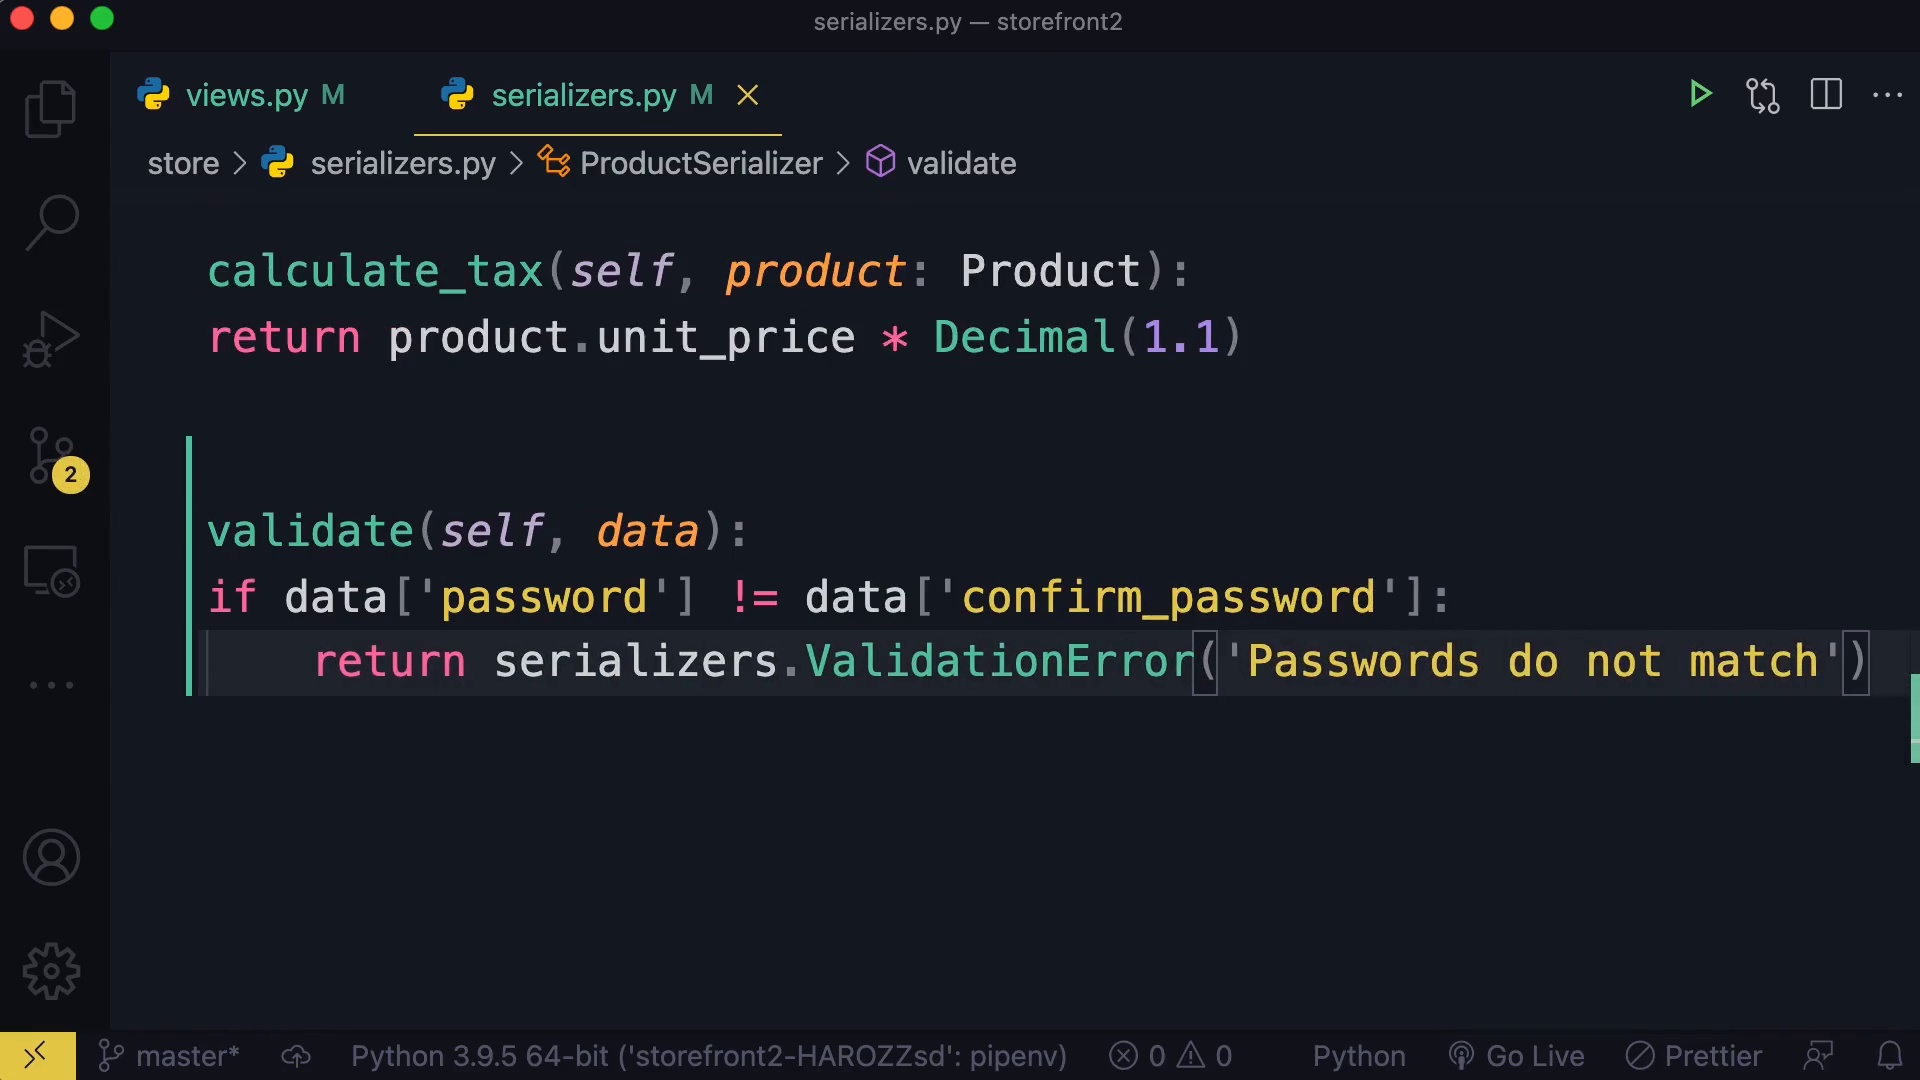 serializers.py — storefront2
views.py M serializers.py M
store > serializers.py > ProductSerializer > validate
calculate_tax(self, product: Product):
return product.unit_price * Decimal(1.1)
validate(self, data):
if data['password'] != data['confirm_password']:
return serializers.ValidationError('Passwords do not match')
2
master* Python 3.9.5 64-bit ('storefront2-HAROZZsd': pipenv) 0 0 Python Go Live Prettier